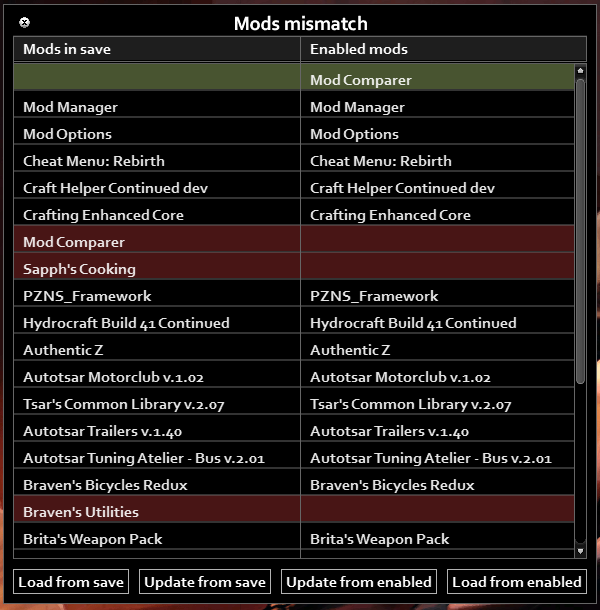 Mods mismatch
Mods in save Enabled mods
Mod Comparer
Mod Manager Mod Manager
Mod Options Mod Options
Cheat Menu: Rebirth Cheat Menu: Rebirth
Craft Helper Continued dev Craft Helper Continued dev
Crafting Enhanced Core Crafting Enhanced Core
Mod Comparer
Sapph's Cooking
PZNS_Framework PZNS_Framework
Hydrocraft Build 41 Continued Hydrocraft Build 41 Continued
Authentic Z Authentic Z
Autotsar Motorclub v.1.02 Autotsar Motorclub v.1.02
Tsar's Common Library v.2.07 Tsar's Common Library v.2.07
Autotsar Trailers v.1.40 Autotsar Trailers v.1.40
Autotsar Tuning Atelier - Bus v.2.01 Autotsar Tuning Atelier - Bus v.2.01
Braven's Bicycles Redux Braven's Bicycles Redux
Braven's Utilities
Brita's Weapon Pack Brita's Weapon Pack
Load from save Update from save Update from enabled Load from enabled